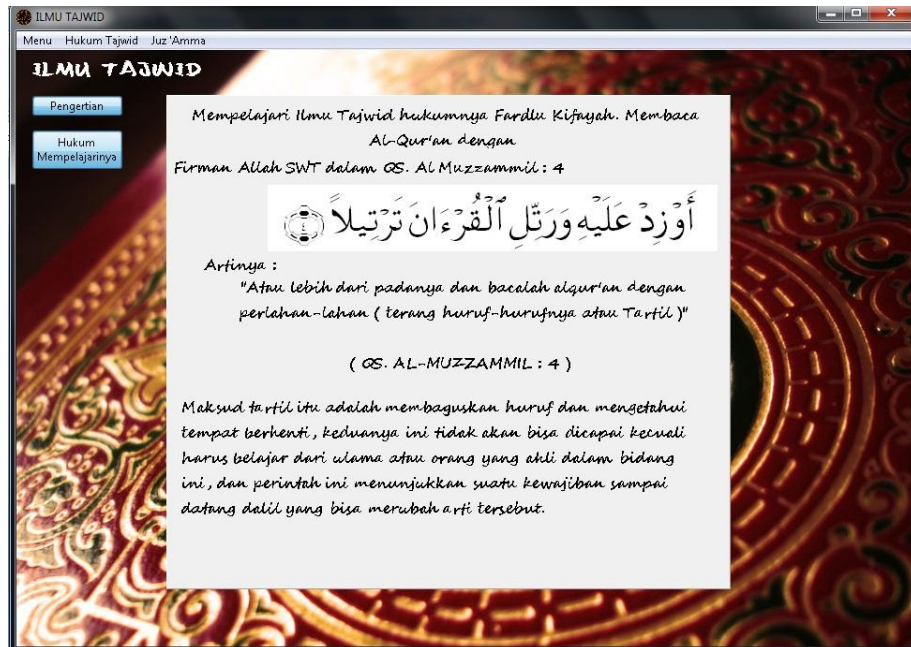 ILMU TAJWID
Menu Hukum Tajwid Juz 'Amma
ILMU TAJWID
Pengertian
Hukum
Mempelajarinya
Mempelajari Ilmu Tajwid hukumnya Fardlu Kifayah. Membaca
Al-Qur'an dengan
Firman Allah SWT dalam QS. Al Muzzammil : 4
أَوْ زِدْ عَلَيْهِ وَرَتِّلِ ٱلْقُرْءَانَ تَرْتِيلاً ٤
Artinya :
"Atau lebih dari padanya dan bacalah alqur'an dengan
perlahan-lahan ( terang huruf-hurufnya atau Tartil )"
( QS. AL-MUZZAMMIL : 4 )
Maksud tartil itu adalah membaguskan huruf dan mengetahui
tempat berhenti, keduanya ini tidak akan bisa dicapai kecuali
harus belajar dari ulama atau orang yang ahli dalam bidang
ini, dan perintah ini menunjukkan suatu kewajiban sampai
datang dalil yang bisa merubah arti tersebut.